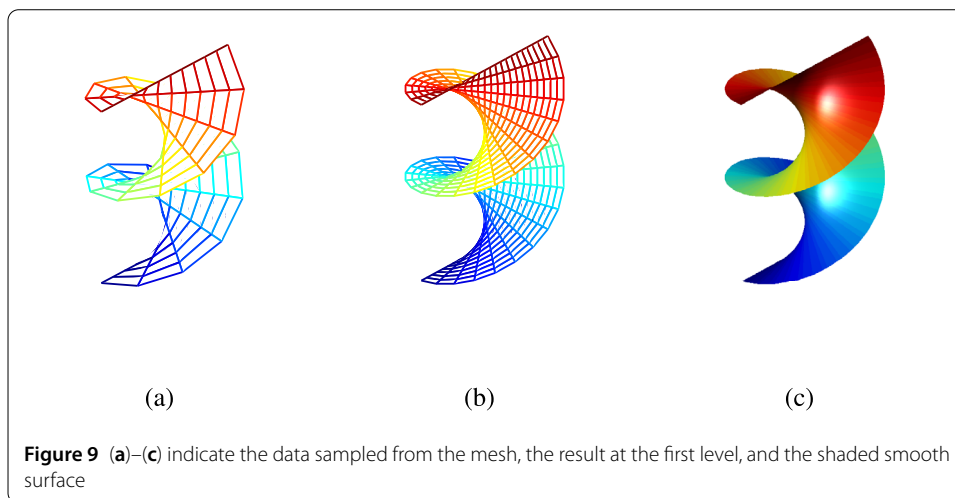 (a) (b) (c)
Figure 9 (a)–(c) indicate the data sampled from the mesh, the result at the first level, and the shaded smooth
surface